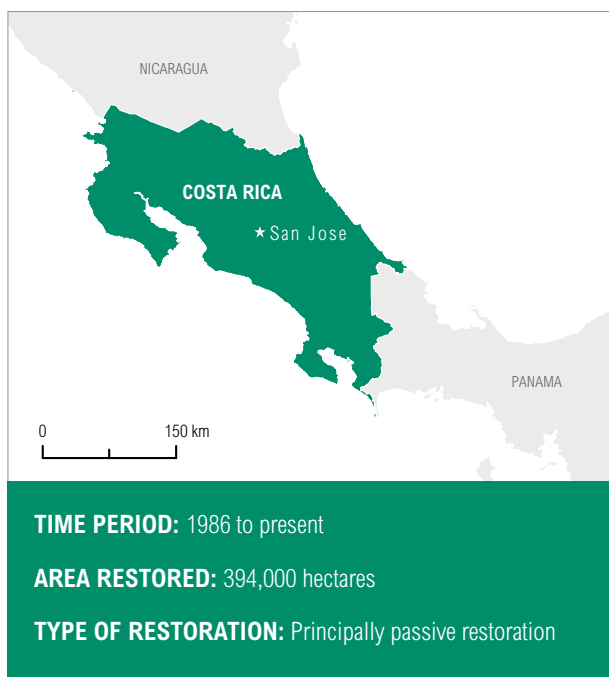 NICARAGUA
COSTA RICA
San Jose
PANAMA
0 150 km
TIME PERIOD: 1986 to present
AREA RESTORED: 394,000 hectares
TYPE OF RESTORATION: Principally passive restoration